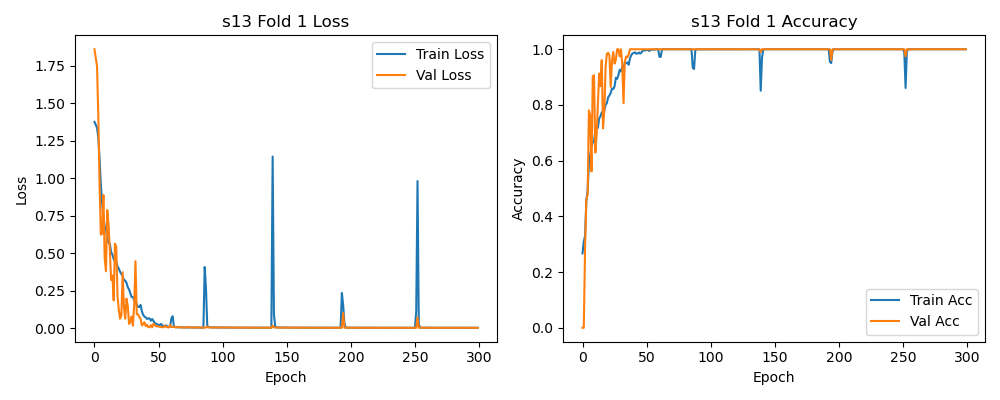 s13 Fold 1 Loss
Loss
1.75
1.50
1.25
1.00
0.75
0.50
0.25
0.00
0 50 100 150 200 250 300
Epoch
Train Loss
Val Loss
s13 Fold 1 Accuracy
Accuracy
1.0
0.8
0.6
0.4
0.2
0.0
0 50 100 150 200 250 300
Epoch
Train Acc
Val Acc